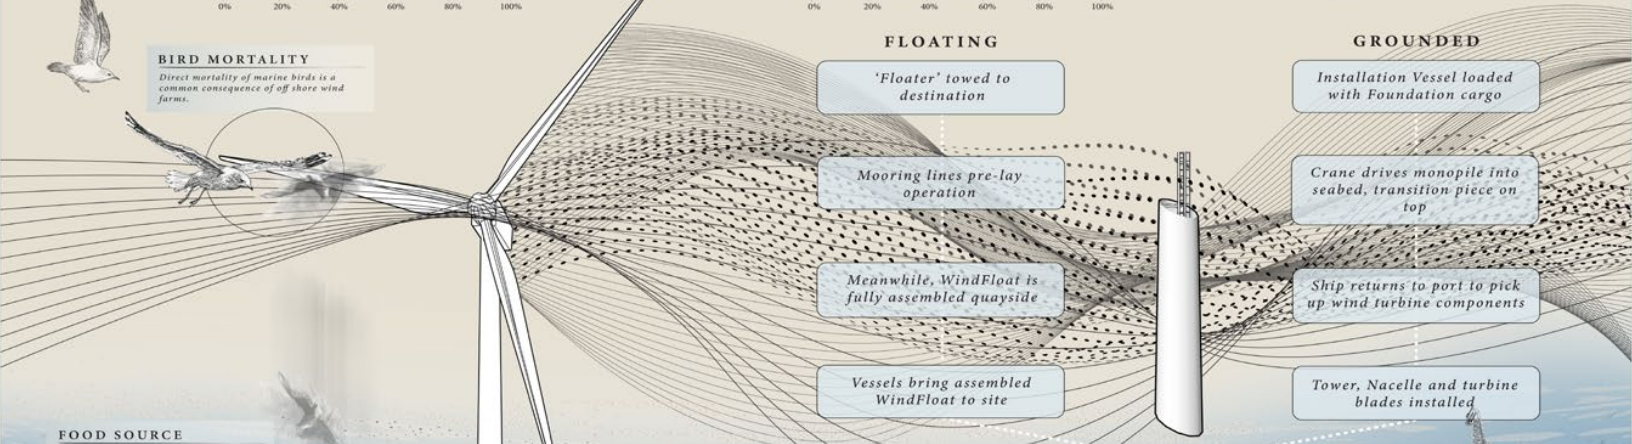 0% 20% 40% 60% 80% 100%
0% 20% 40% 60% 80% 100%
BIRD MORTALITY
Direct mortality of marine birds is a
common consequence of off shore wind
farms.
FOOD SOURCE
FLOATING
‘Floater’ towed to
destination
Mooring lines pre-lay
operation
Meanwhile, WindFloat is
fully assembled quayside
Vessels bring assembled
WindFloat to site
GROUNDED
Installation Vessel loaded
with Foundation cargo
Crane drives monopile into
seabed, transition piece on
top
Ship returns to port to pick
up wind turbine components
Tower, Nacelle and turbine
blades installed